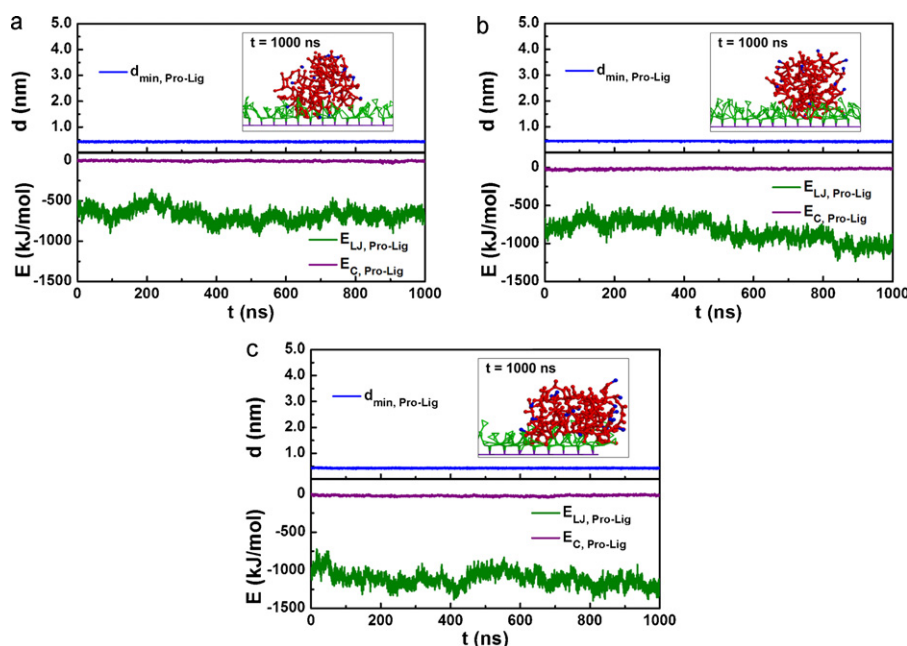 a
t = 1000 ns
d_min, Pro-Lig
d (nm)
5.0
4.0
3.0
2.0
1.0
0
-500
-1000
-1500
E (kJ/mol)
E_LJ, Pro-Lig
E_C, Pro-Lig
0 200 400 600 800 1000
t (ns)
b
t = 1000 ns
d_min, Pro-Lig
d (nm)
5.0
4.0
3.0
2.0
1.0
0
-500
-1000
-1500
E (kJ/mol)
E_LJ, Pro-Lig
E_C, Pro-Lig
0 200 400 600 800 1000
t (ns)
c
t = 1000 ns
d_min, Pro-Lig
d (nm)
5.0
4.0
3.0
2.0
1.0
0
-500
-1000
-1500
E (kJ/mol)
E_LJ, Pro-Lig
E_C, Pro-Lig
0 200 400 600 800 1000
t (ns)